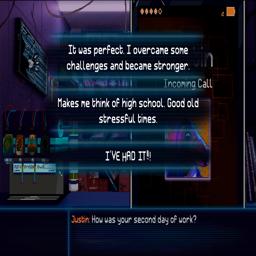 It was perfect. I overcame some
challenges and became stronger.
Incoming Call
Makes me think of high school. Good old
stressful times.
I'VE HAD IT!!
Justin: How was your second day of work?